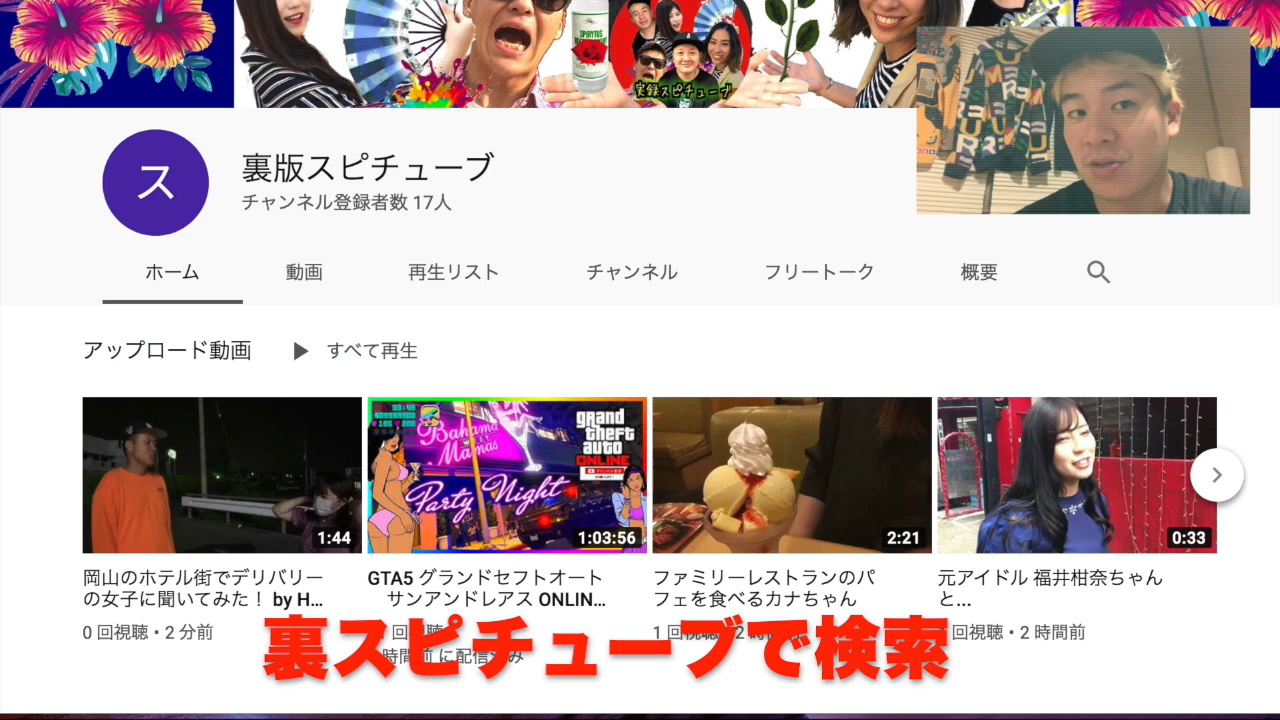 SPIRYTUS
実録スピチューブ
ス
裏版スピチューブ
チャンネル登録者数 17人
ホーム
動画
再生リスト
チャンネル
フリートーク
概要
アップロード動画
すべて再生
1:44
Bahama
Mamas
Party Night
grand
theft
auto
ONLINE
1:03:56
2:21
0:33
岡山のホテル街でデリバリー
の女子に聞いてみた！ by H...
0 回視聴・2 分前
GTA5 グランドセフトオート
サンアンドレアス ONLIN...
ファミリーレストランのパ
フェを食べるカナちゃん
元アイドル 福井柑奈ちゃん
と...
回視聴・2 時間前
裏スピチューブで検索